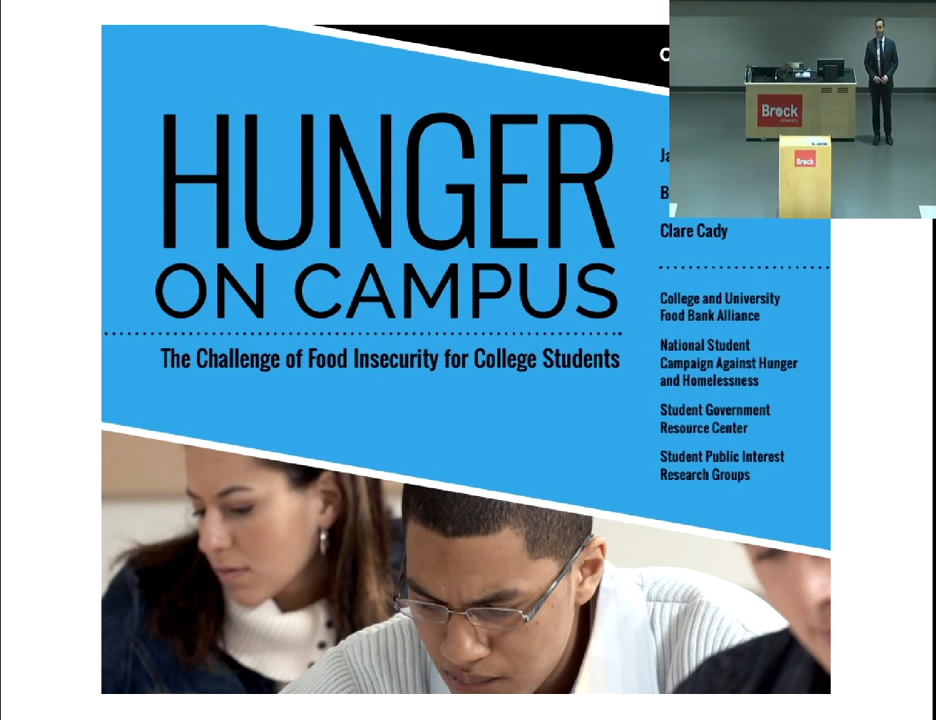 HUNGER
ON CAMPUS
The Challenge of Food Insecurity for College Students
Clare Cady
College and University
Food Bank Alliance
National Student
Campaign Against Hunger
and Homelessness
Student Government
Resource Center
Student Public Interest
Research Groups
Brock
University
Brock